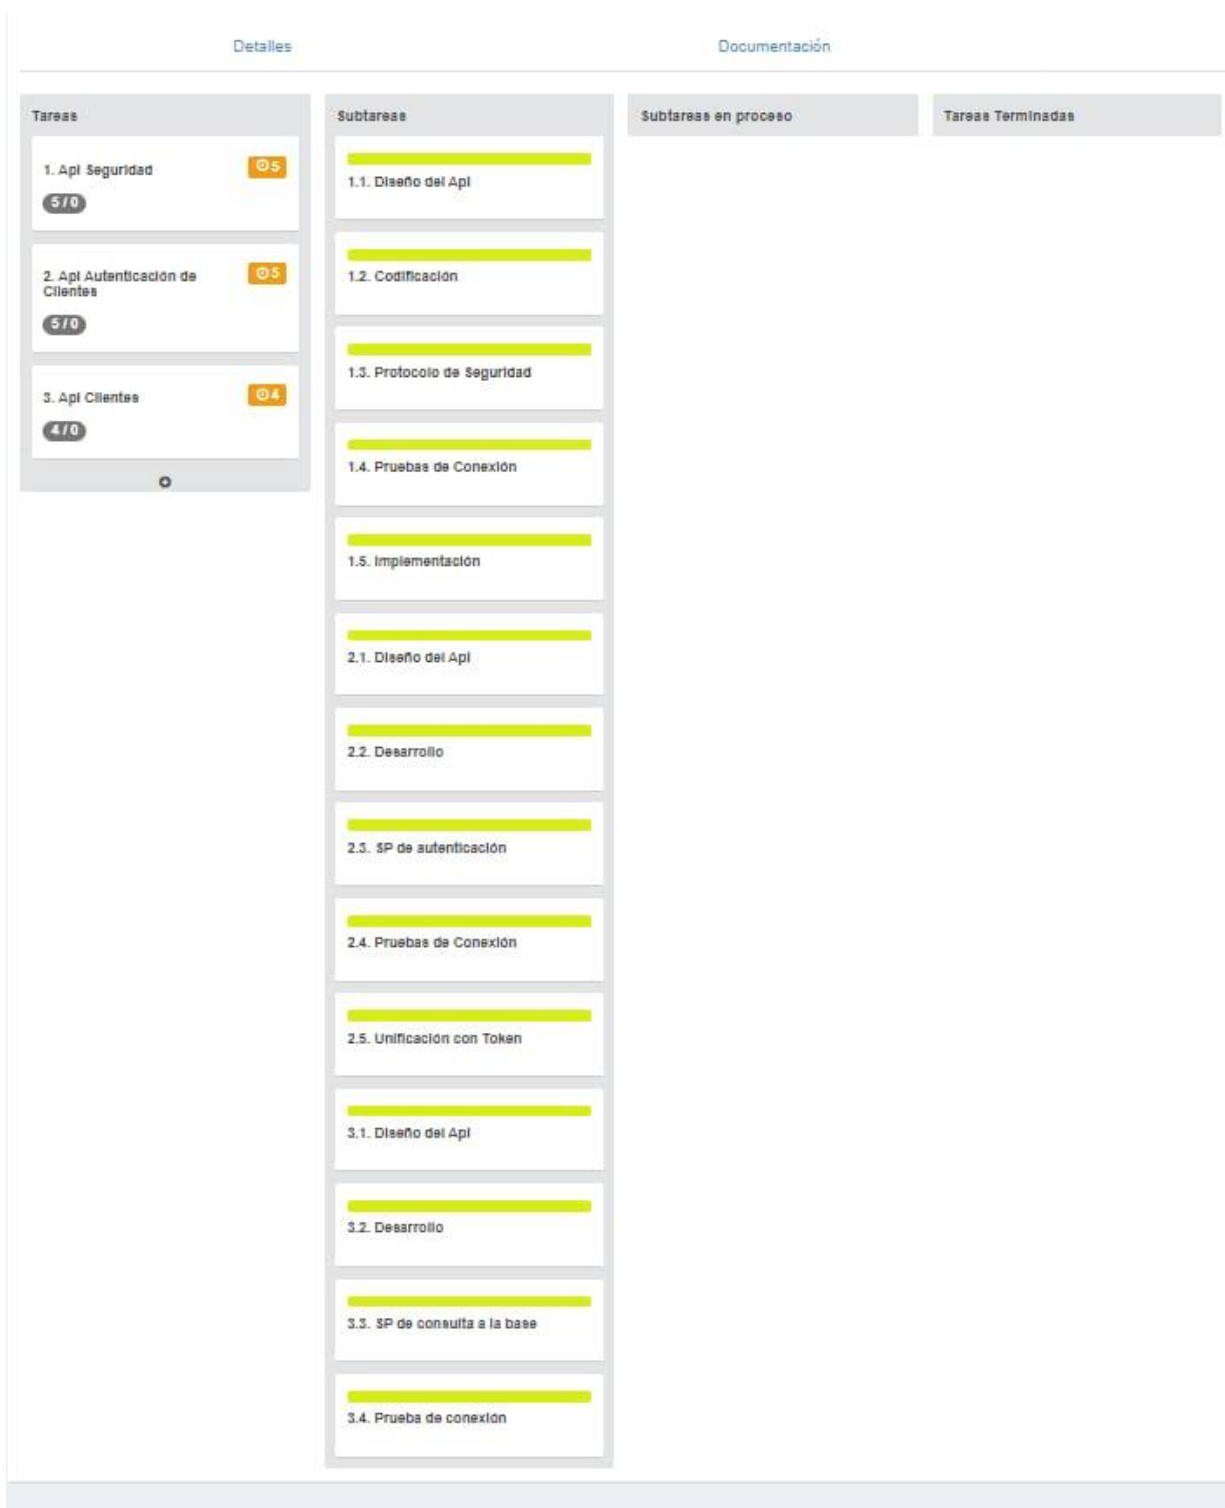 Detalles
Documentación
Tareas
1. Api Seguridad
5
5 / 0
2. Api Autenticación de
Clientes
5
5 / 0
3. Api Clientes
4
4 / 0
Subtareas
1.1. Diseño del Api
1.2. Codificación
1.3. Protocolo de Seguridad
1.4. Pruebas de Conexión
1.5. Implementación
2.1. Diseño del Api
2.2. Desarrollo
2.3. SP de autenticación
2.4. Pruebas de Conexión
2.5. Unificación con Token
3.1. Diseño del Api
3.2. Desarrollo
3.3. SP de consulta a la base
3.4. Prueba de conexión
Subtareas en proceso
Tareas Terminadas